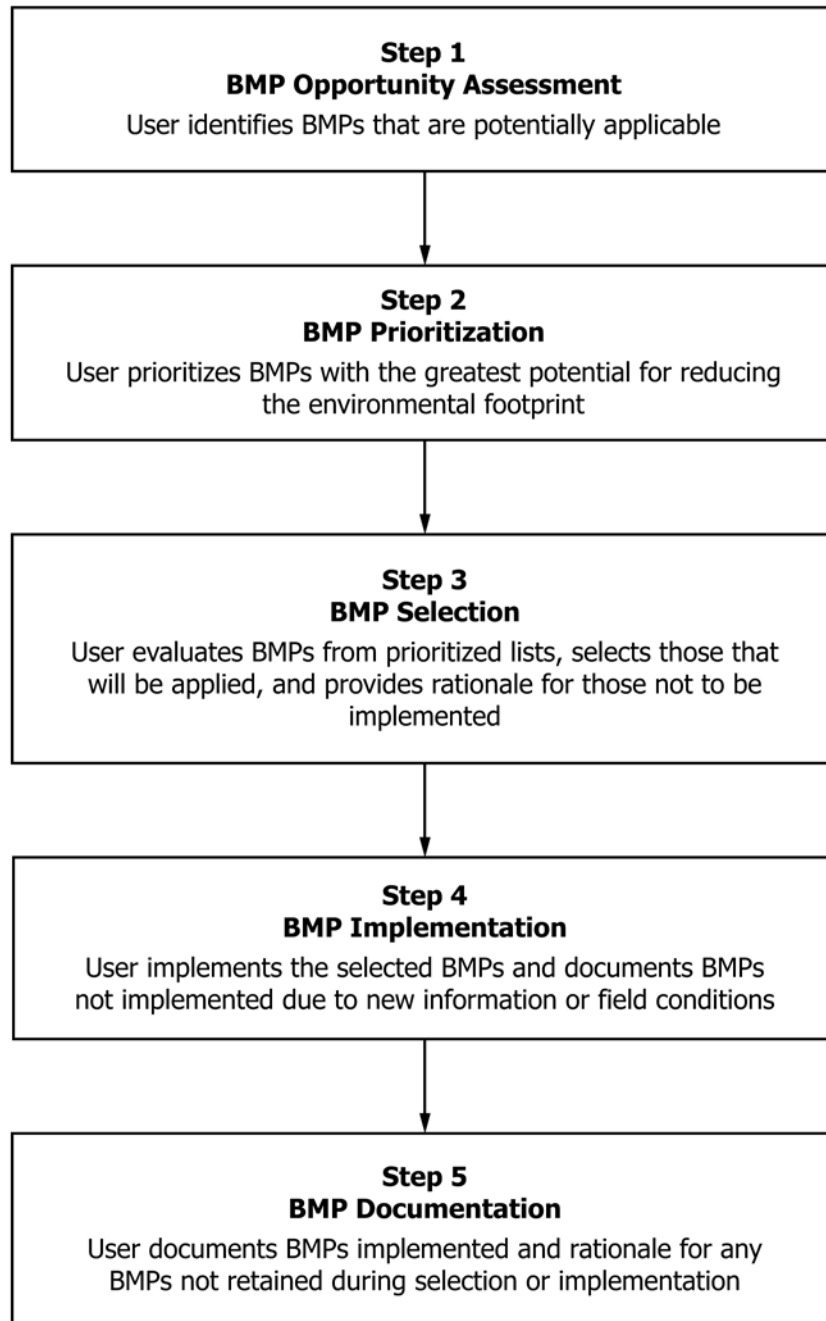 Step 1
BMP Opportunity Assessment
User identifies BMPs that are potentially applicable
Step 2
BMP Prioritization
User prioritizes BMPs with the greatest potential for reducing
the environmental footprint
Step 3
BMP Selection
User evaluates BMPs from prioritized lists, selects those that
will be applied, and provides rationale for those not to be
implemented
Step 4
BMP Implementation
User implements the selected BMPs and documents BMPs
not implemented due to new information or field conditions
Step 5
BMP Documentation
User documents BMPs implemented and rationale for any
BMPs not retained during selection or implementation